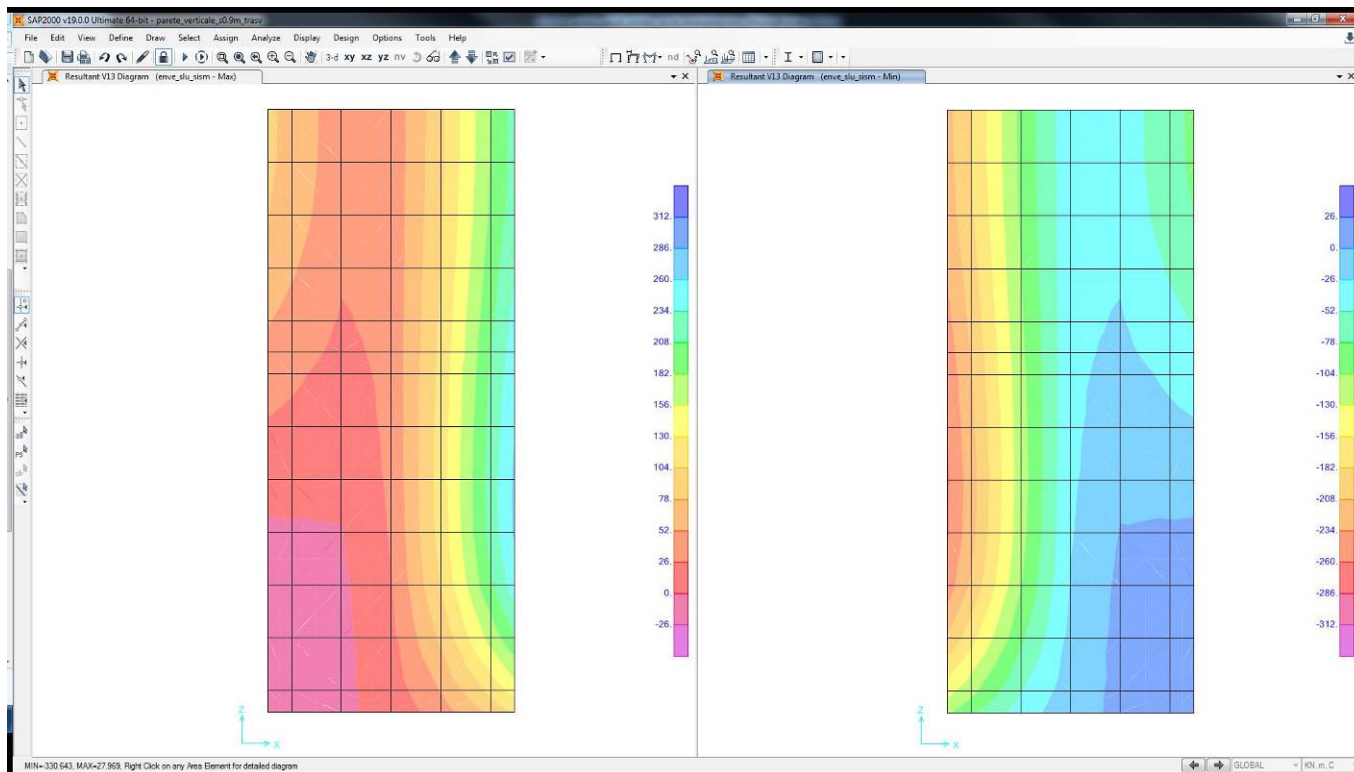 SAP2000 v19.0.0 Ultimate 64-bit - parete_verticale_s0.9m_trasv
File Edit View Define Draw Select Assign Analyze Display Design Options Tools Help
3-d xy xz yz nv nd
Resultant V13 Diagram (enve_slu_sism - Max)
Resultant V13 Diagram (enve_slu_sism - Min)
312.
286.
260.
234.
208.
182.
156.
130.
104.
78.
52.
26.
0.
-26.
Z
X
26.
0.
-26.
-52.
-78.
-104.
-130.
-156.
-182.
-208.
-234.
-260.
-286.
-312.
Z
X
all
PS
clr
MIN=-330.643, MAX=27.969, Right Click on any Area Element for detailed diagram
GLOBAL
KN, m, C